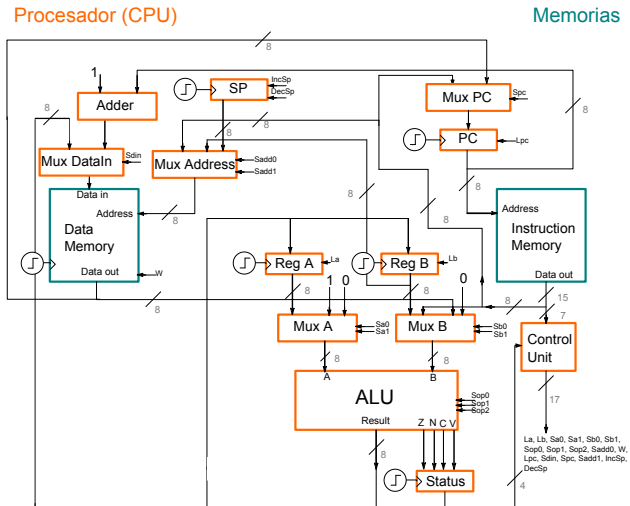 Procesador (CPU)
Memorias
8
1
8
Adder
SP
IncSp
DecSp
8
8
Mux PC
Spc
8
PC
Lpc
Mux DataIn
Sdin
Mux Address
Sadd0
Sadd1
Data in
Address
Data
Memory
Data out
W
8
8
8
8
Address
Instruction
Memory
Data out
Reg A
La
Reg B
Lb
1
0
0
8
8
8
8
15
7
Mux A
Sa0
Sa1
Mux B
Sb0
Sb1
Control
Unit
8
8
17
A
B
ALU
Sop0
Sop1
Sop2
Result
Z
N
C
V
8
Status
La, Lb, Sa0, Sa1, Sb0, Sb1,
Sop0, Sop1, Sop2, Sadd0, W,
Lpc, Sdin, Spc, Sadd1, IncSp,
DecSp
4